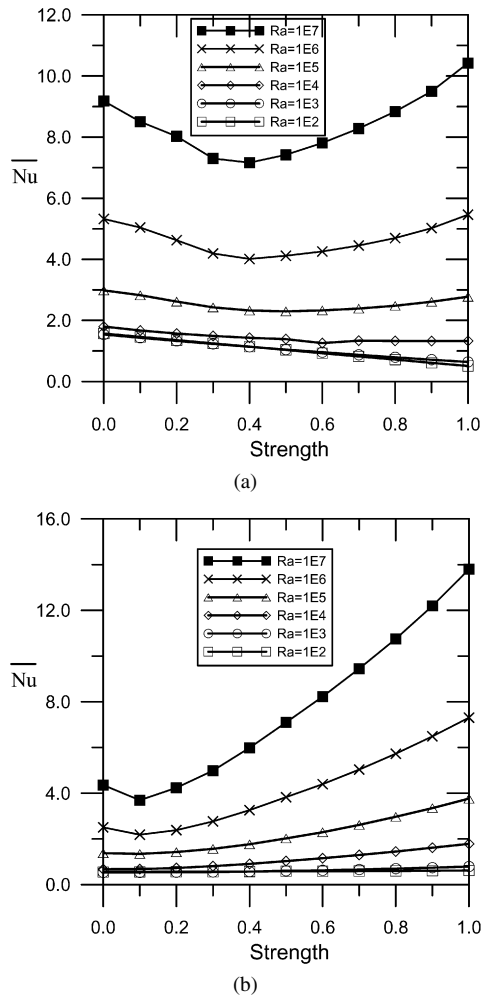 12.0
10.0
8.0
6.0
4.0
2.0
0.0
Nu
Ra=1E7
Ra=1E6
Ra=1E5
Ra=1E4
Ra=1E3
Ra=1E2
0.0 0.2 0.4 0.6 0.8 1.0
Strength
(a)
16.0
12.0
8.0
4.0
0.0
Nu
Ra=1E7
Ra=1E6
Ra=1E5
Ra=1E4
Ra=1E3
Ra=1E2
0.0 0.2 0.4 0.6 0.8 1.0
Strength
(b)